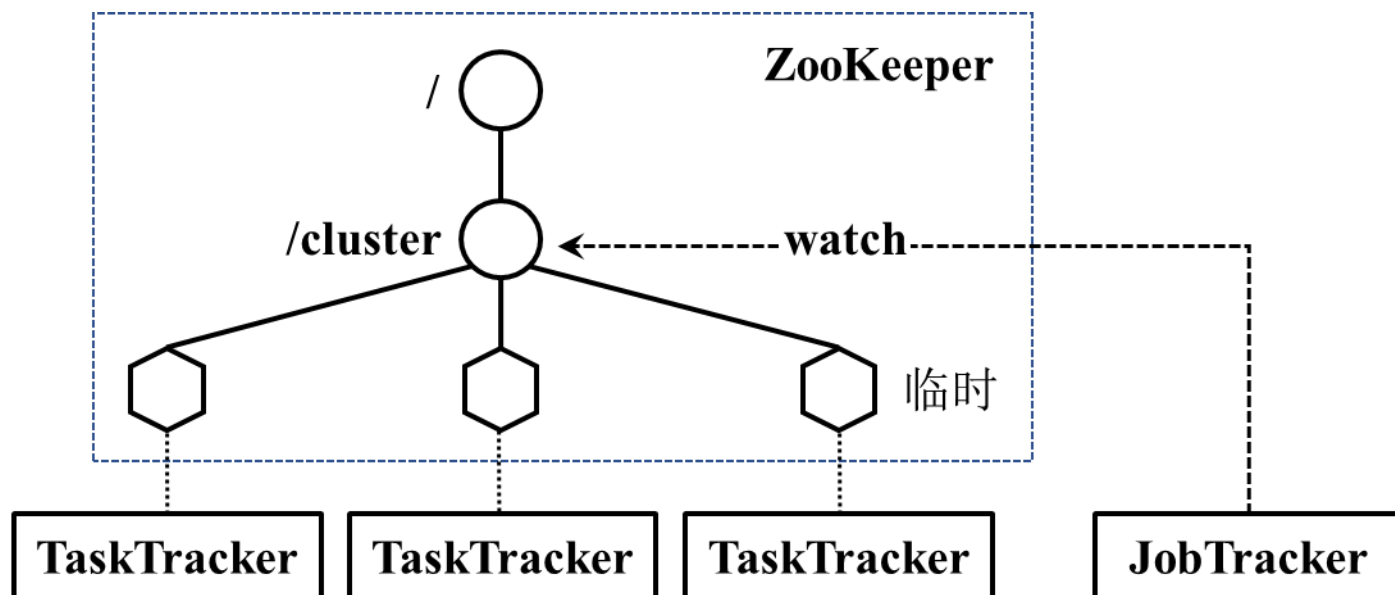 ZooKeeper
/
/cluster
watch
临时
TaskTracker
TaskTracker
TaskTracker
JobTracker